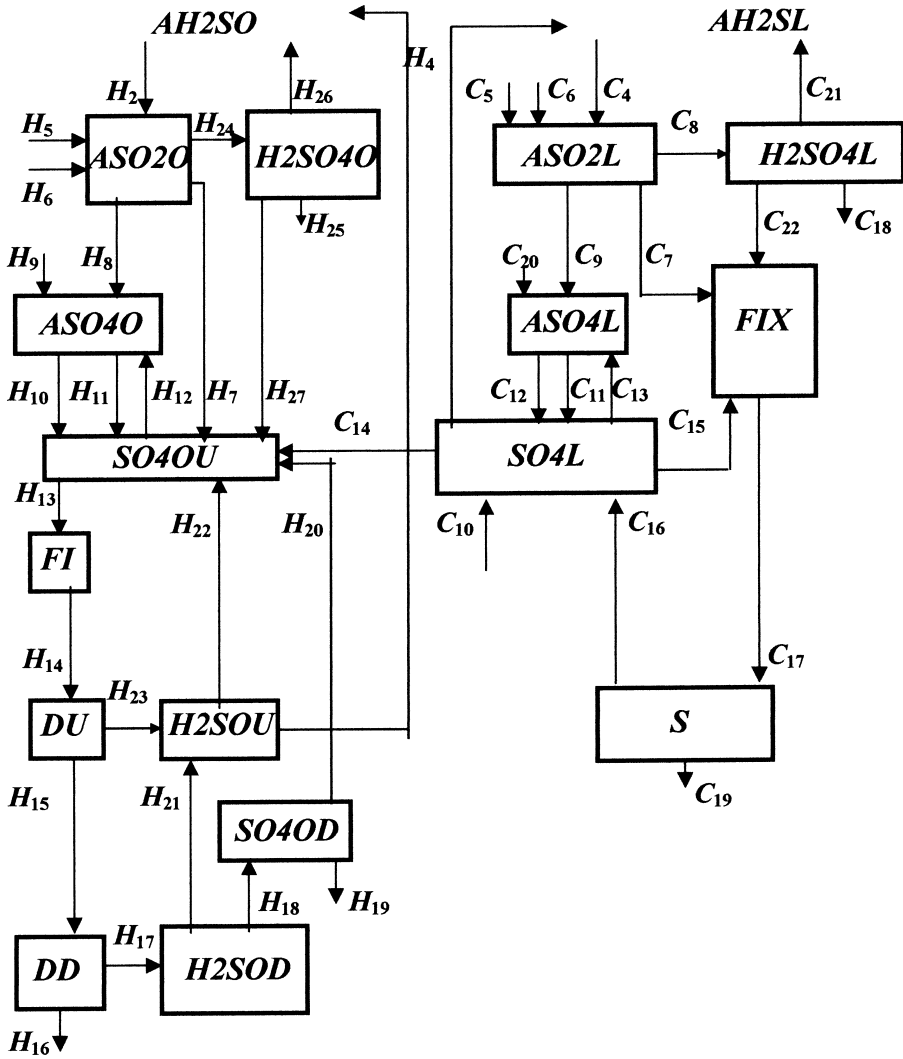 AH2SO
AH2SL
H4
H2
H26
C5
C6
C4
C21
H5
H24
C8
ASO2O
H2SO4O
ASO2L
H2SO4L
H6
H25
C22
C18
H9
H8
C20
C9
C7
ASO4O
ASO4L
FIX
H10
H11
H12
H7
H27
C12
C11
C13
C14
C15
SO4OU
SO4L
H13
H22
H20
C10
C16
FI
H14
C17
H23
DU
H2SOU
S
H15
H21
C19
SO4OD
H18
H19
H17
DD
H2SOD
H16